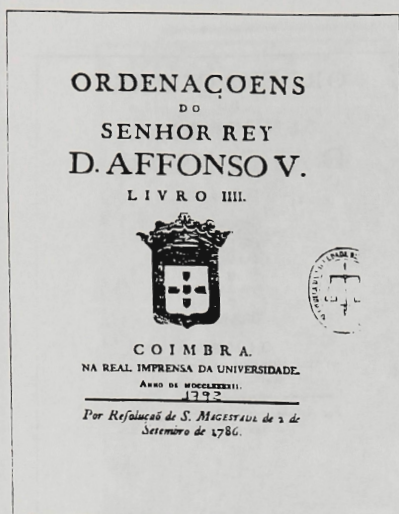 ORDENAÇOENS
DO
SENHOR REY
D. AFFONSO V.
LIVRO IIII.
COIMBRA.
NA REAL IMPRENSA DA UNIVERSIDADE.
ANNO DE MDCCLXXXXII.
1792
Por Resoluçaõ de S. MAGESTADE de 2 de
Setembro de 1786.